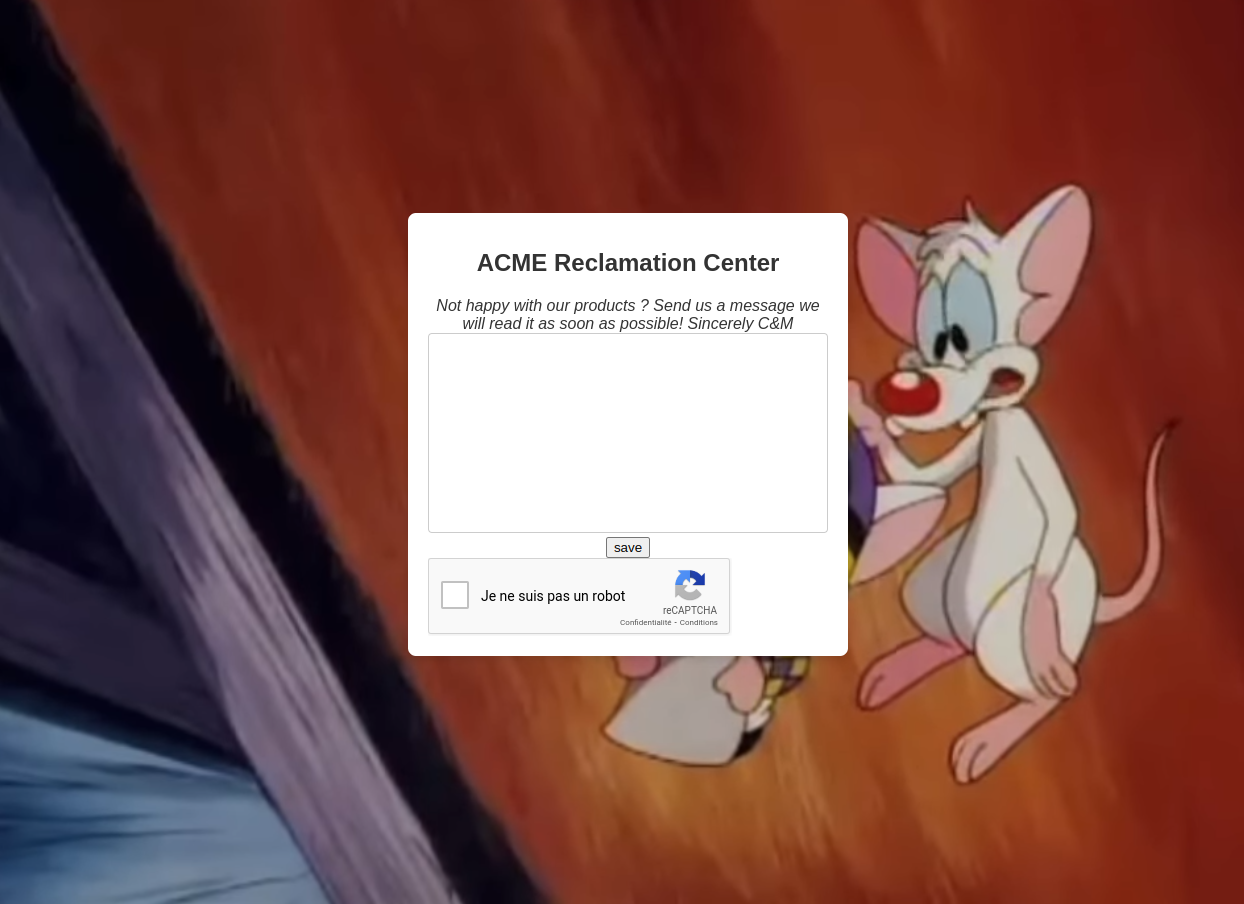 ACME Reclamation Center
Not happy with our products ? Send us a message we
will read it as soon as possible! Sincerely C&M
save
Je ne suis pas un robot
reCAPTCHA
Confidentialité - Conditions